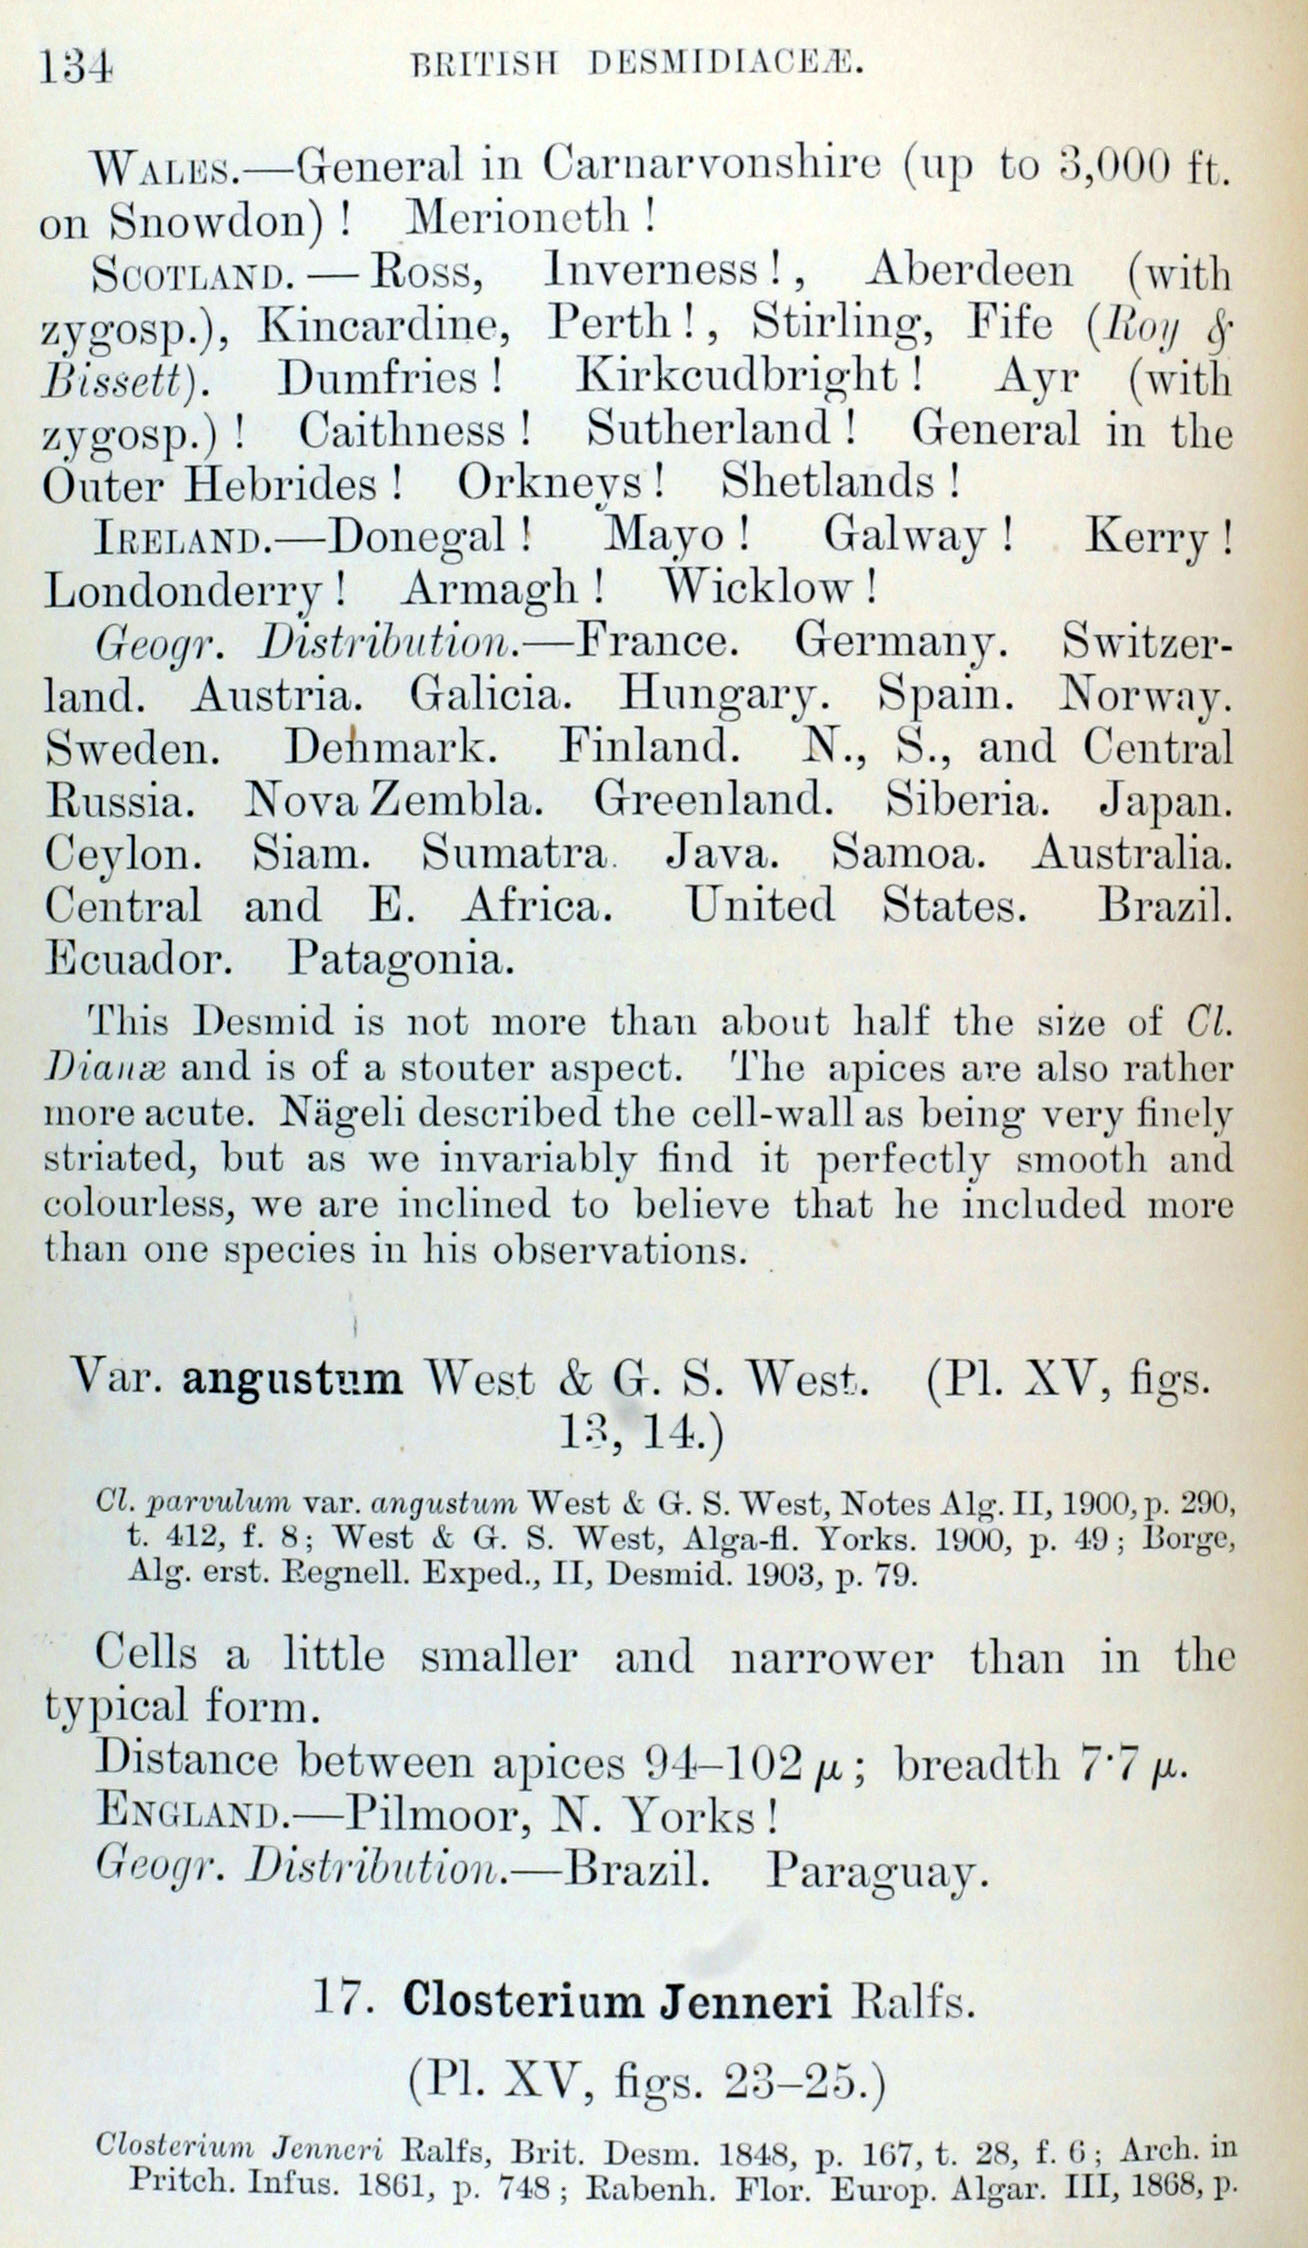 134 BRITISH DESMIDIACEÆ.
WALES.—General in Carnarvonshire (up to 3,000 ft.
on Snowdon) ! Merioneth !
SCOTLAND. — Ross, Inverness !, Aberdeen (with
zygosp.), Kincardine, Perth !, Stirling, Fife (Roy &
Bissett). Dumfries ! Kirkcudbright ! Ayr (with
zygosp.) ! Caithness ! Sutherland ! General in the
Outer Hebrides ! Orkneys ! Shetlands !
IRELAND.—Donegal ! Mayo ! Galway ! Kerry !
Londonderry ! Armagh ! Wicklow !
Geogr. Distribution.—France. Germany. Switzer-
land. Austria. Galicia. Hungary. Spain. Norway.
Sweden. Denmark. Finland. N., S., and Central
Russia. Nova Zembla. Greenland. Siberia. Japan.
Ceylon. Siam. Sumatra. Java. Samoa. Australia.
Central and E. Africa. United States. Brazil.
Ecuador. Patagonia.
This Desmid is not more than about half the size of Cl.
Dianæ and is of a stouter aspect. The apices are also rather
more acute. Nägeli described the cell-wall as being very finely
striated, but as we invariably find it perfectly smooth and
colourless, we are inclined to believe that he included more
than one species in his observations.
Var. angustum West & G. S. West. (Pl. XV, figs.
13, 14.)
Cl. parvulum var. angustum West & G. S. West, Notes Alg. II, 1900, p. 290,
t. 412, f. 8; West & G. S. West, Alga-fl. Yorks. 1900, p. 49; Borge,
Alg. erst. Regnell. Exped., II, Desmid. 1903, p. 79.
Cells a little smaller and narrower than in the
typical form.
Distance between apices 94–102 μ; breadth 7·7 μ.
ENGLAND.—Pilmoor, N. Yorks !
Geogr. Distribution.—Brazil. Paraguay.
17. Closterium Jenneri Ralfs.
(Pl. XV, figs. 23–25.)
Closterium Jenneri Ralfs, Brit. Desm. 1848, p. 167, t. 28, f. 6; Arch. in
Pritch. Infus. 1861, p. 748; Rabenh. Flor. Europ. Algar. III, 1868, p.